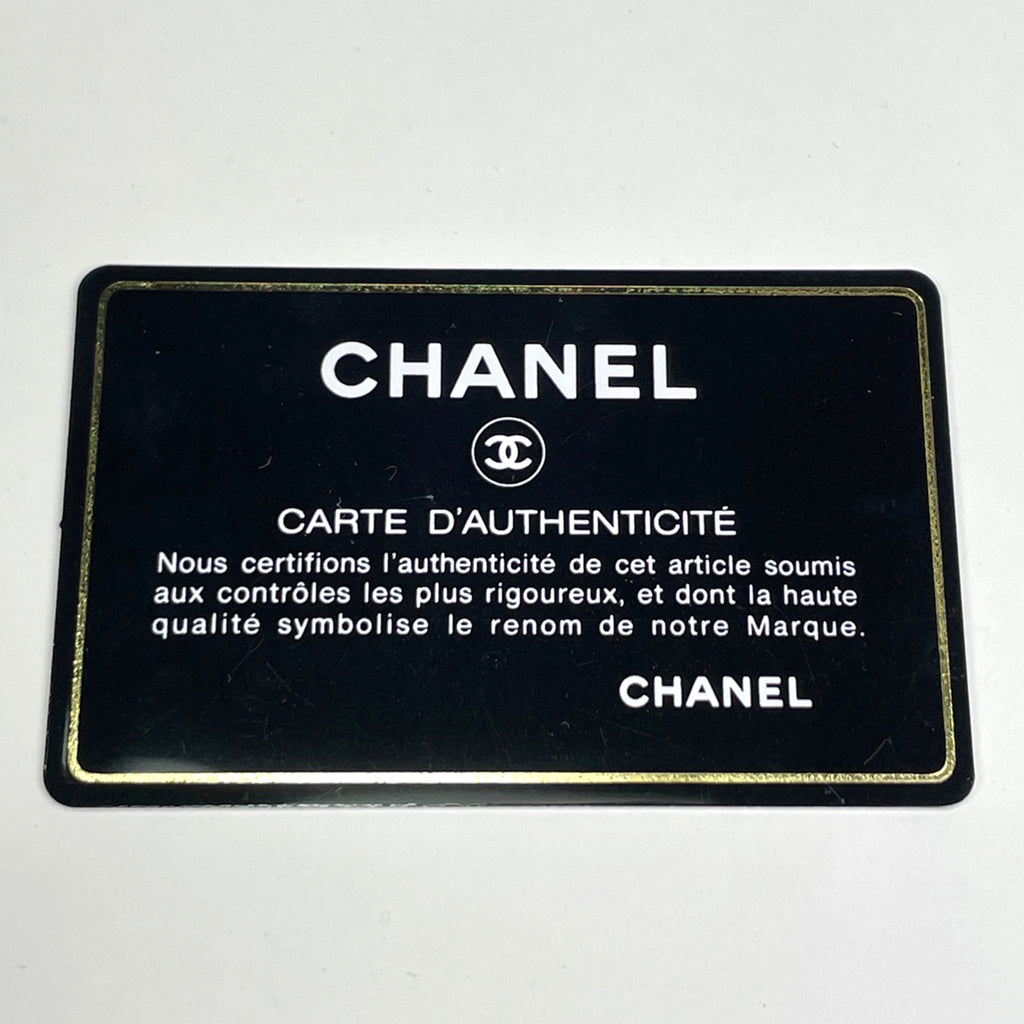 CHANEL
CARTE D'AUTHENTICITÉ
Nous certifions l'authenticité de cet article soumis
aux contrôles les plus rigoureux, et dont la haute
qualité symbolise le renom de notre Marque.
CHANEL